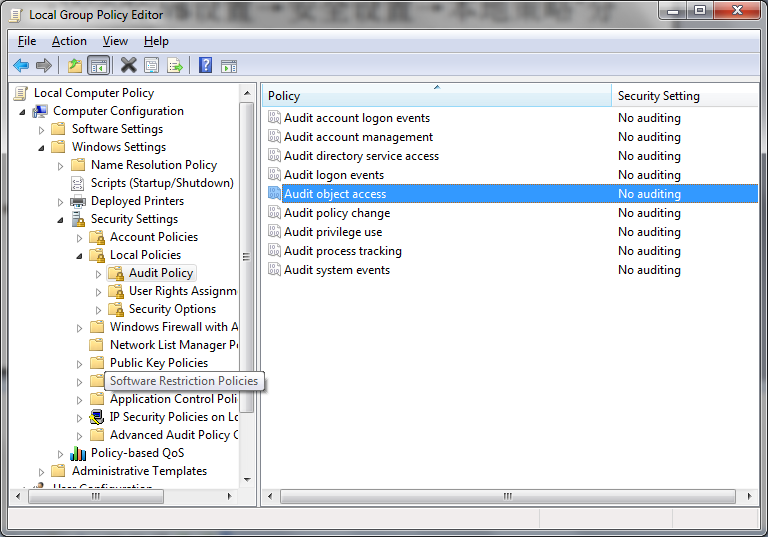 Local Group Policy Editor
File Action View Help
Local Computer Policy
Computer Configuration
Software Settings
Windows Settings
Name Resolution Policy
Scripts (Startup/Shutdown)
Deployed Printers
Security Settings
Account Policies
Local Policies
Audit Policy
User Rights Assignm
Security Options
Windows Firewall with A
Network List Manager P
Public Key Policies
Software Restriction Policies
Application Control Poli
IP Security Policies on Lo
Advanced Audit Policy C
Policy-based QoS
Administrative Templates
User Configuration
Policy Security Setting
Audit account logon events No auditing
Audit account management No auditing
Audit directory service access No auditing
Audit logon events No auditing
Audit object access No auditing
Audit policy change No auditing
Audit privilege use No auditing
Audit process tracking No auditing
Audit system events No auditing